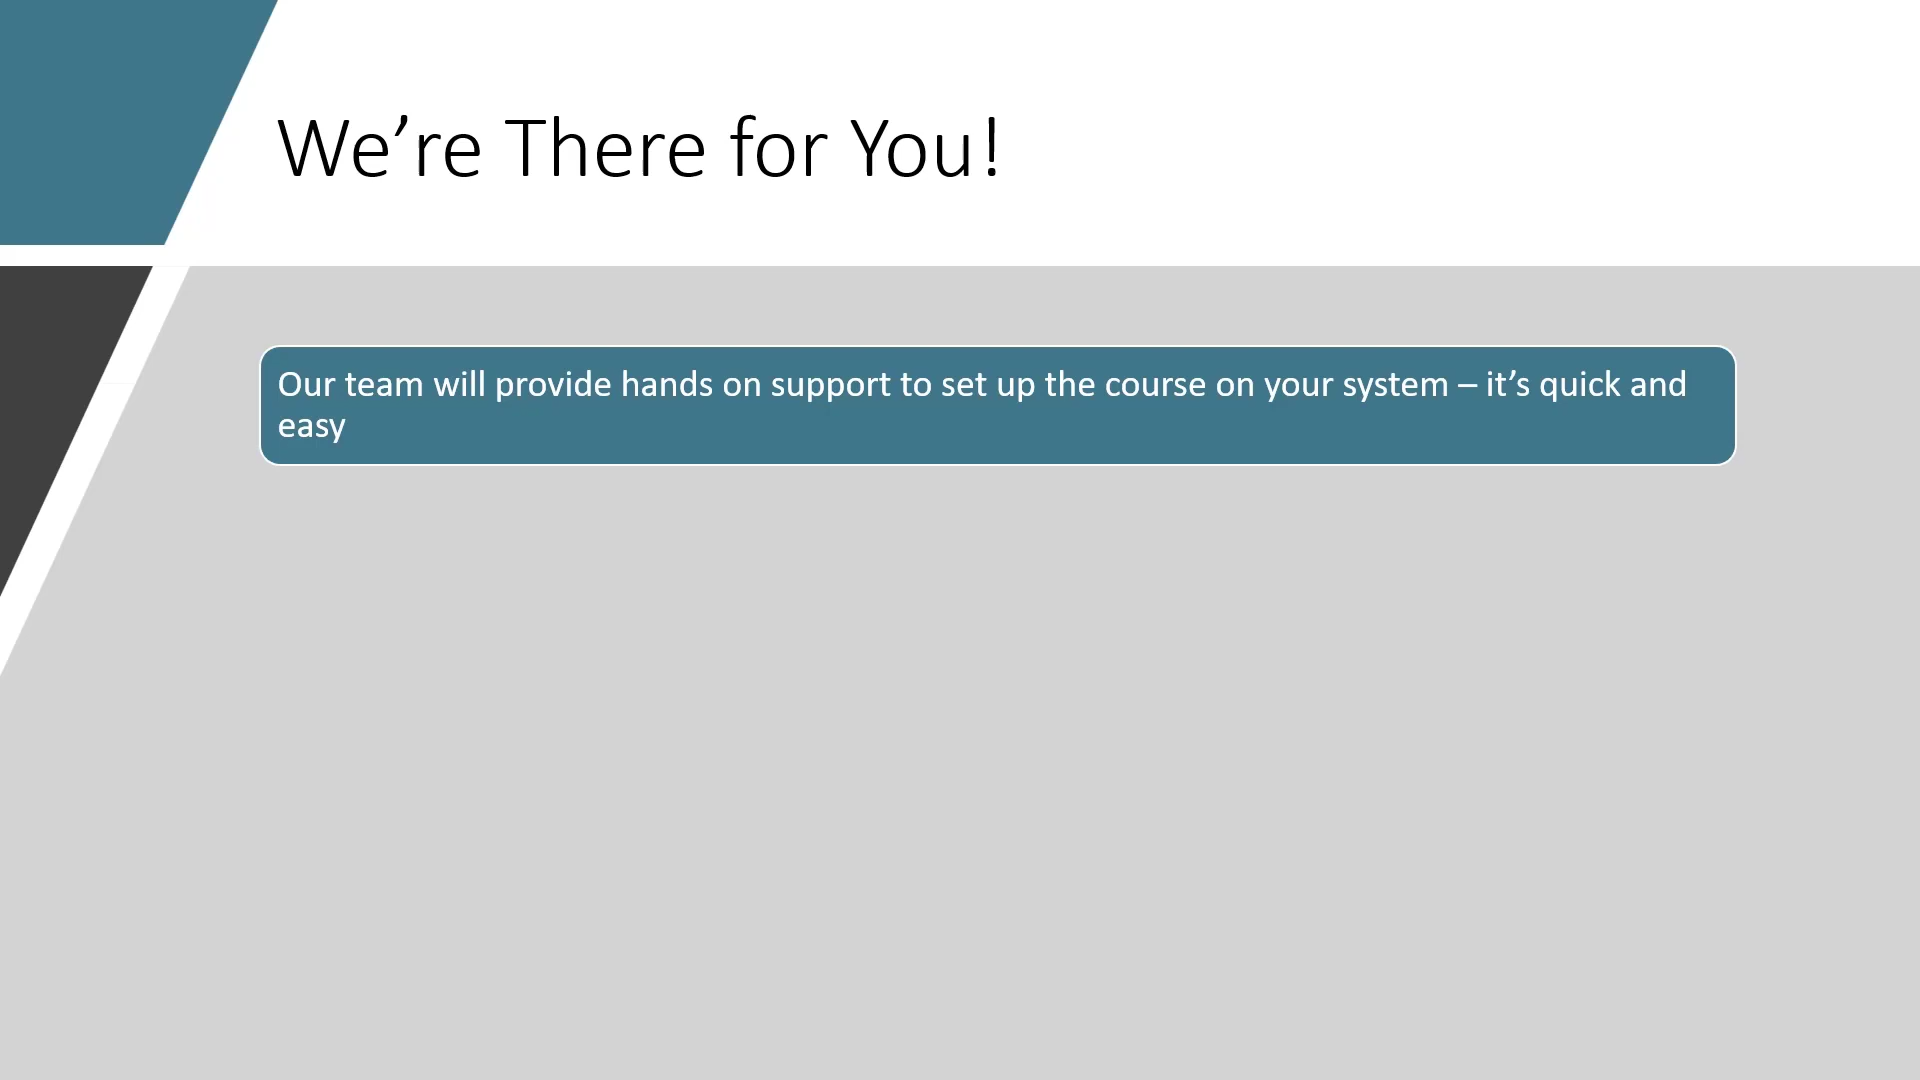 We’re There for You!
Our team will provide hands on support to set up the course on your system – it’s quick and
easy